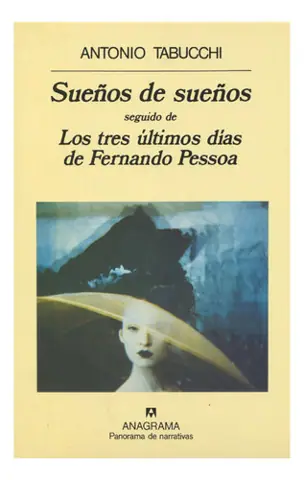 ANTONIO TABUCCHI
Sueños de sueños
seguido de
Los tres últimos días
de Fernando Pessoa
ANAGRAMA
Panorama de narrativas